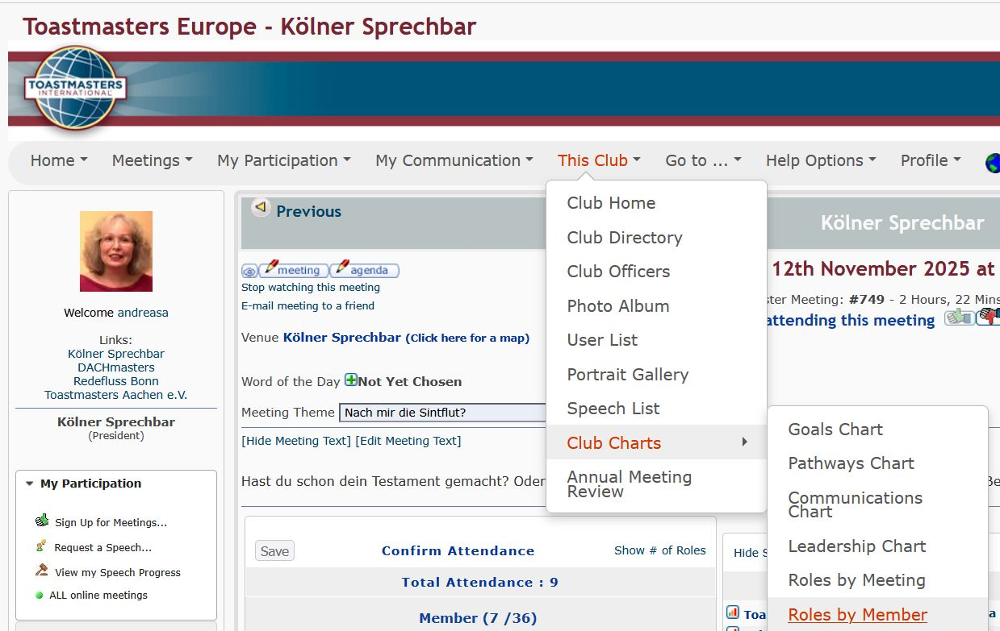 Toastmasters Europe - Kölner Sprechbar
TOASTMASTERS
INTERNATIONAL
Home
Meetings
My Participation
My Communication
This Club
Go to ...
Help Options
Profile
Welcome andreasa
Links:
Kölner Sprechbar
DACHmasters
Redefluss Bonn
Toastmasters Aachen e.V.
Kölner Sprechbar
(President)
My Participation
Sign Up for Meetings...
Request a Speech...
View my Speech Progress
ALL online meetings
Previous
Kölner Sprechbar
meeting
agenda
Stop watching this meeting
E-mail meeting to a friend
12th November 2025 at
ster Meeting: #749 - 2 Hours, 22 Mins
attending this meeting
Venue Kölner Sprechbar (Click here for a map)
Word of the Day Not Yet Chosen
Meeting Theme Nach mir die Sintflut?
[Hide Meeting Text] [Edit Meeting Text]
Hast du schon dein Testament gemacht? Oder
Save
Confirm Attendance
Show # of Roles
Total Attendance : 9
Member (7 /36)
Hide S
Toa
Club Home
Club Directory
Club Officers
Photo Album
User List
Portrait Gallery
Speech List
Club Charts
Annual Meeting
Review
Goals Chart
Pathways Chart
Communications
Chart
Leadership Chart
Roles by Meeting
Roles by Member